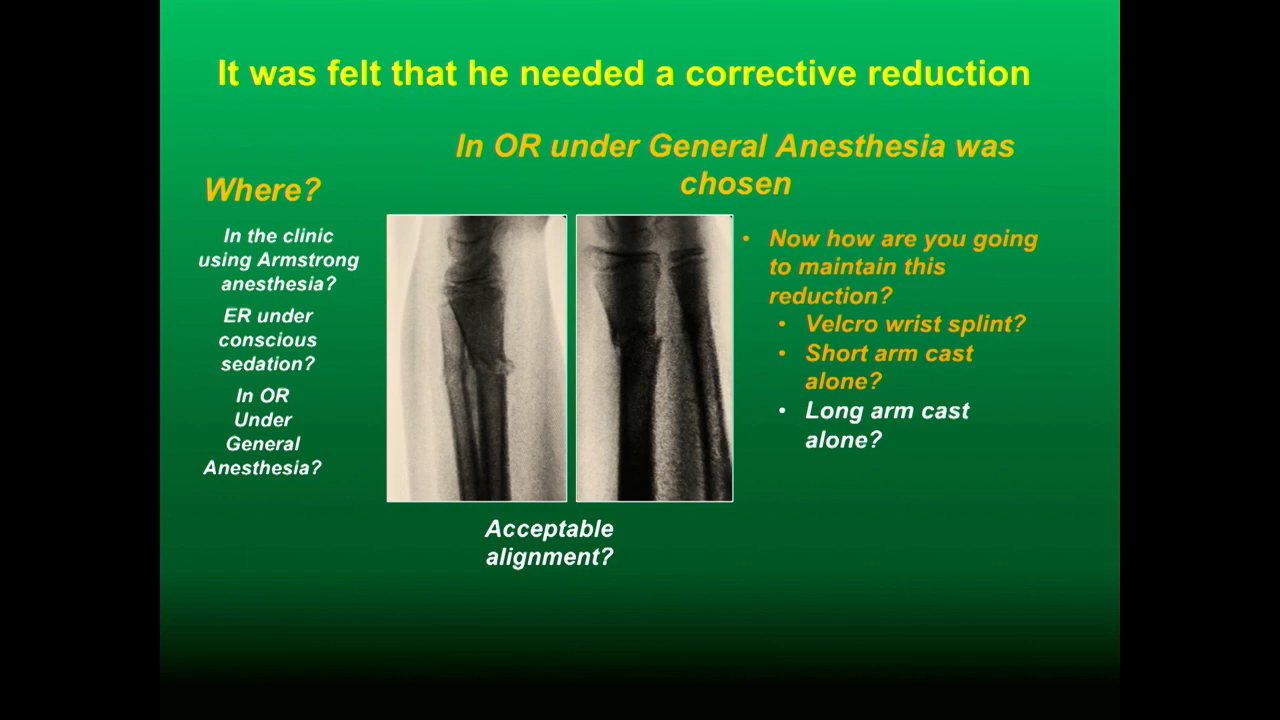 It was felt that he needed a corrective reduction
In OR under General Anesthesia was
chosen
Where?
In the clinic
using Armstrong
anesthesia?
ER under
conscious
sedation?
In OR
Under
General
Anesthesia?
• Now how are you going
to maintain this
reduction?
• Velcro wrist splint?
• Short arm cast
alone?
• Long arm cast
alone?
Acceptable
alignment?